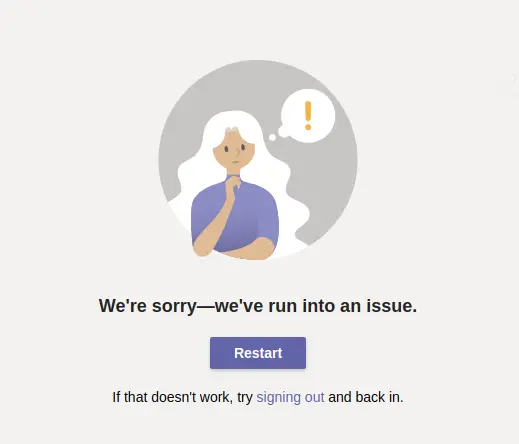 !
We're sorry—we've run into an issue.
Restart
If that doesn't work, try signing out and back in.